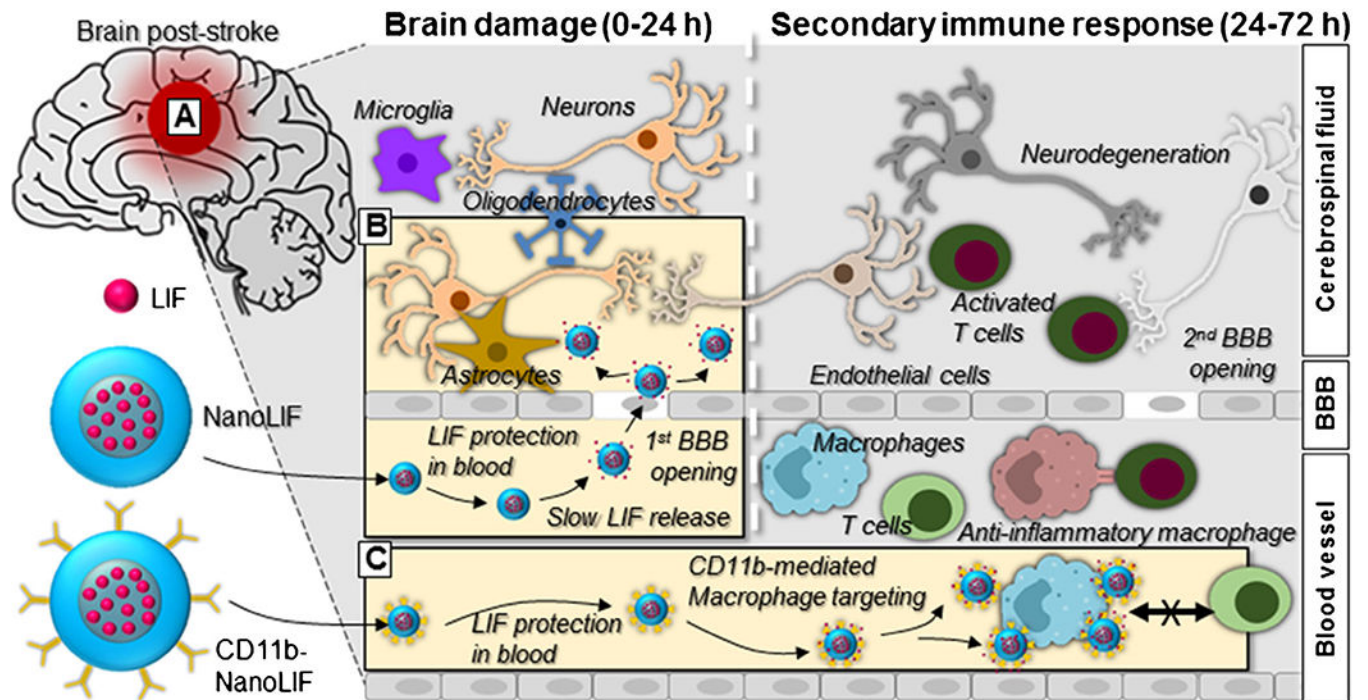 Brain damage (0-24 h)
Secondary immune response (24-72 h)
Brain post-stroke
A
Microglia
Neurons
Oligodendrocytes
Neurodegeneration
Cerebrospinal fluid
B
LIF
Activated
T cells
2nd BBB
opening
Astrocytes
Endothelial cells
BBB
NanoLIF
LIF protection
in blood
1st BBB
opening
Slow LIF release
Macrophages
T cells
Anti-inflammatory macrophage
Blood vessel
C
CD11b-mediated
Macrophage targeting
LIF protection
in blood
CD11b-
NanoLIF